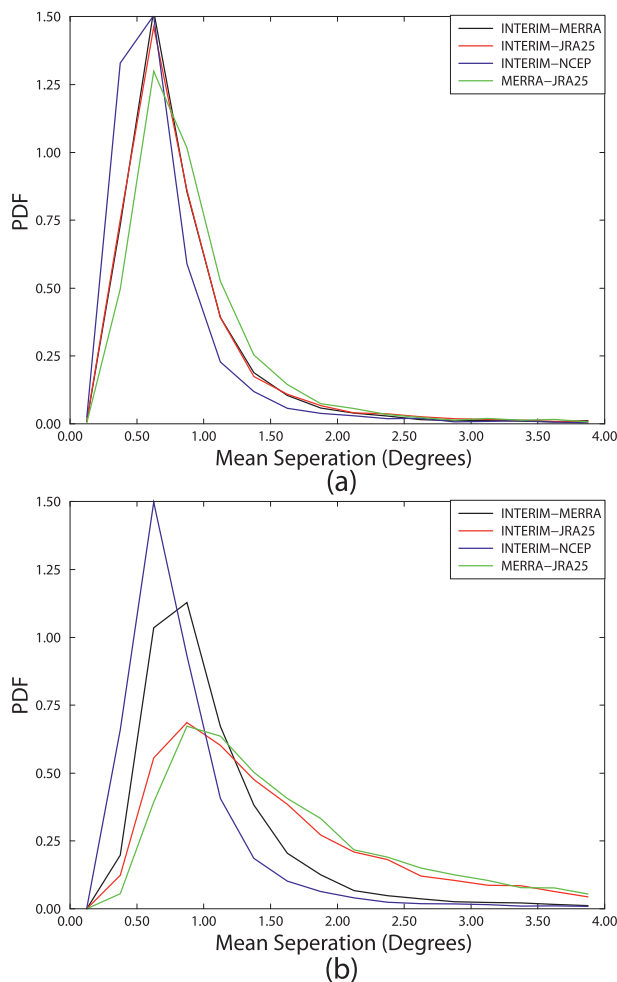 1.50
1.25
1.00
0.75
0.50
0.25
0.00
PDF
INTERIM−MERRA
INTERIM−JRA25
INTERIM−NCEP
MERRA−JRA25
0.00 0.50 1.00 1.50 2.00 2.50 3.00 3.50 4.00
Mean Seperation (Degrees)
(a)
1.50
1.25
1.00
0.75
0.50
0.25
0.00
PDF
INTERIM−MERRA
INTERIM−JRA25
INTERIM−NCEP
MERRA−JRA25
0.00 0.50 1.00 1.50 2.00 2.50 3.00 3.50 4.00
Mean Seperation (Degrees)
(b)